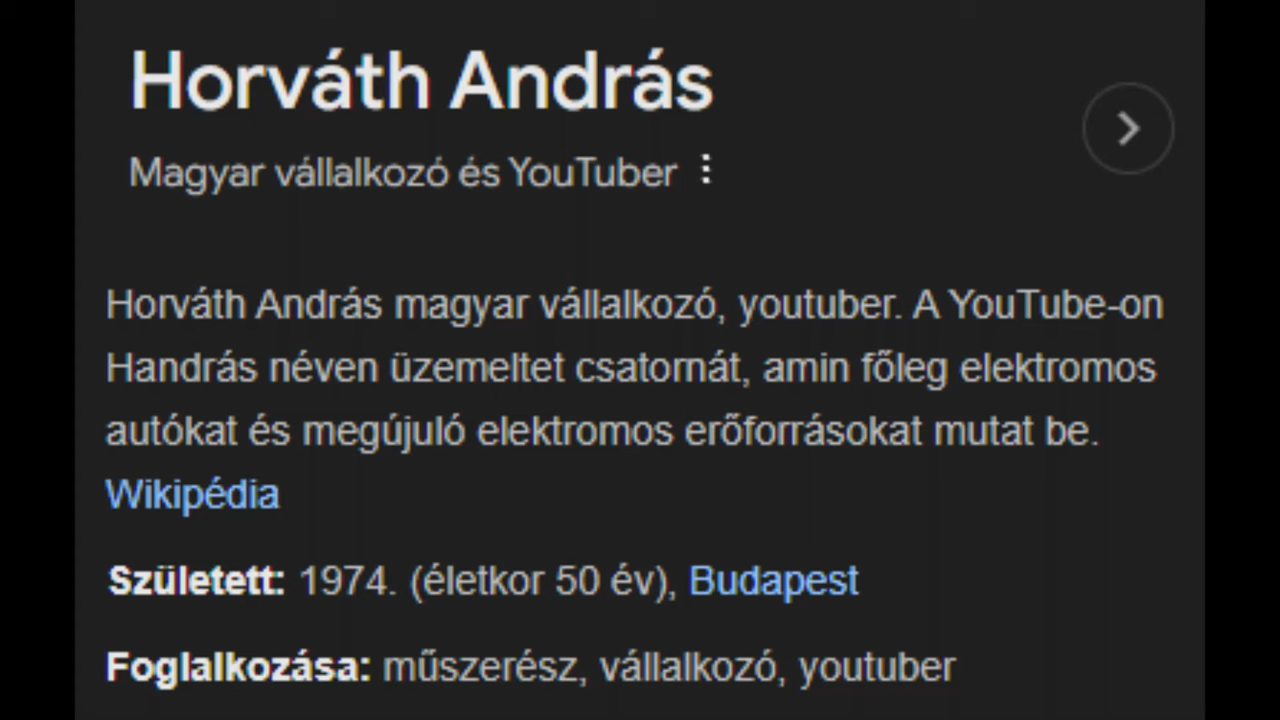 Horváth András
Magyar vállalkozó és YouTuber
Horváth András magyar vállalkozó, youtuber. A YouTube-on
Handrás néven üzemeltet csatornát, amin főleg elektromos
autókat és megújuló elektromos erőforrásokat mutat be.
Wikipédia
Született: 1974. (életkor 50 év), Budapest
Foglalkozása: műszerész, vállalkozó, youtuber